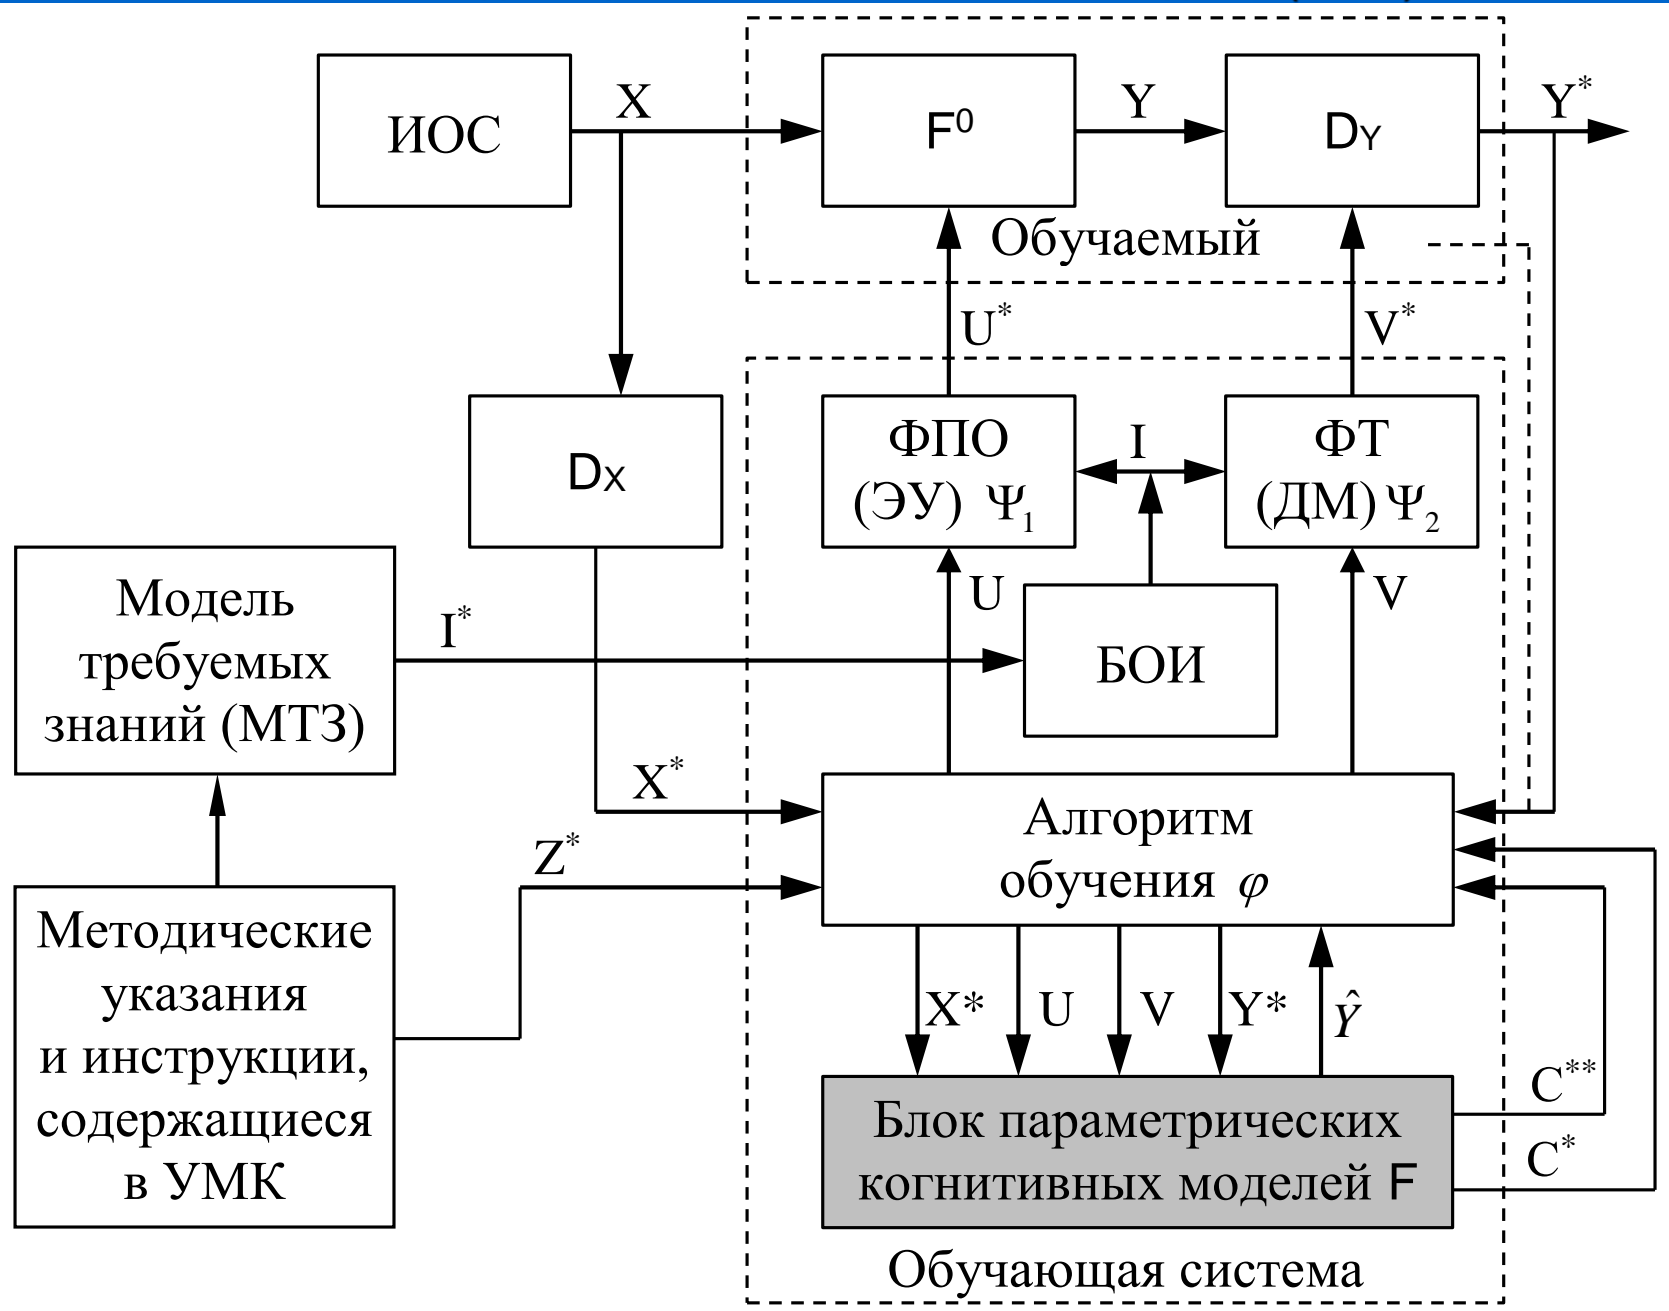 ИОС
X
F⁰
Y
D_Y
Y*
Обучаемый
U*
V*
D_X
ФПО
(ЭУ) Ψ₁
I
ФТ
(ДМ) Ψ₂
Модель
требуемых
знаний (МТЗ)
I*
U
БОИ
V
X*
Z*
Алгоритм
обучения φ
Методические
указания
и инструкции,
содержащиеся
в УМК
X*
U
V
Y*
Ŷ
C**
C*
Блок параметрических
когнитивных моделей F
Обучающая система